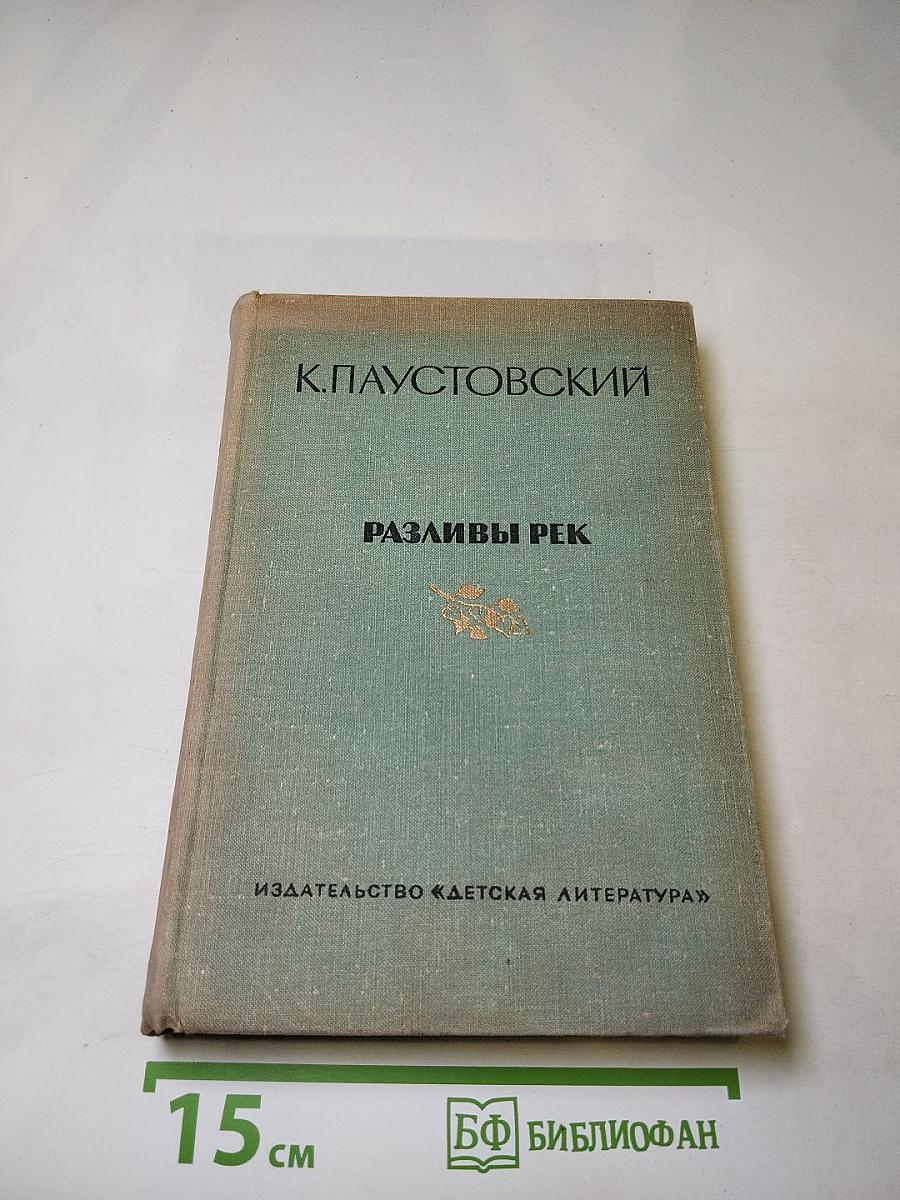 К.ПАУСТОВСКИЙ
РАЗЛИВЫ РЕК
ИЗДАТЕЛЬСТВО «ДЕТСКАЯ ЛИТЕРАТУРА»
15 см
БФ БИБЛИОФАН